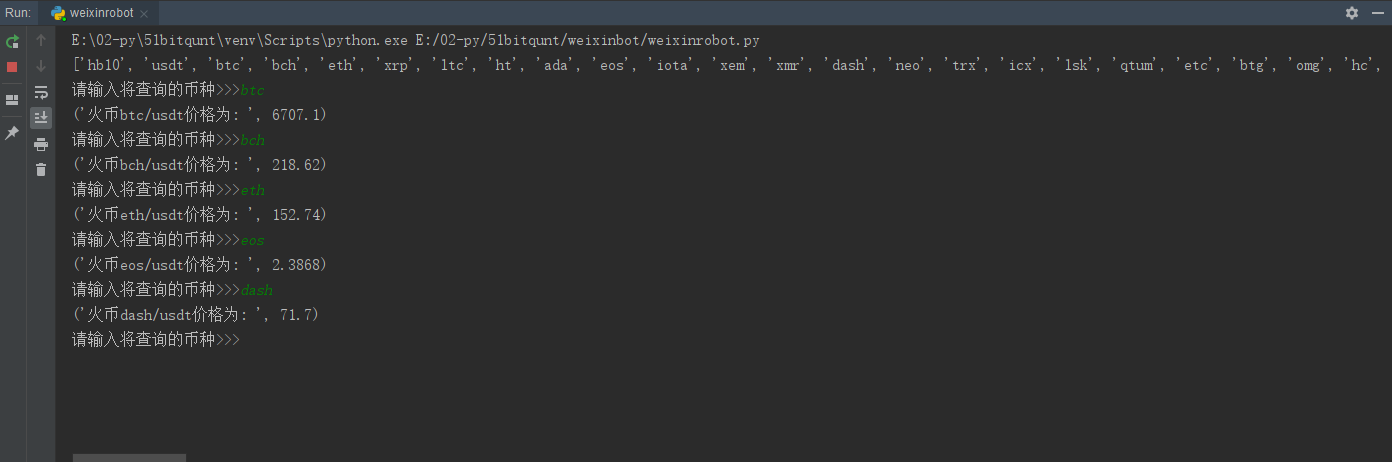 Run: weixinrobot
E:\02-py\51bitqunt\venv\Scripts\python.exe E:/02-py/51bitqunt/weixinbot/weixinrobot.py
['hb10', 'usdt', 'btc', 'bch', 'eth', 'xrp', 'ltc', 'ht', 'ada', 'eos', 'iota', 'xem', 'xmr', 'dash', 'neo', 'trx', 'icx', 'lsk', 'qtum', 'etc', 'btg', 'omg', 'hc',
请输入将查询的币种>>>btc
('火币btc/usdt价格为：', 6707.1)
请输入将查询的币种>>>bch
('火币bch/usdt价格为：', 218.62)
请输入将查询的币种>>>eth
('火币eth/usdt价格为：', 152.74)
请输入将查询的币种>>>eos
('火币eos/usdt价格为：', 2.3868)
请输入将查询的币种>>>dash
('火币dash/usdt价格为：', 71.7)
请输入将查询的币种>>>